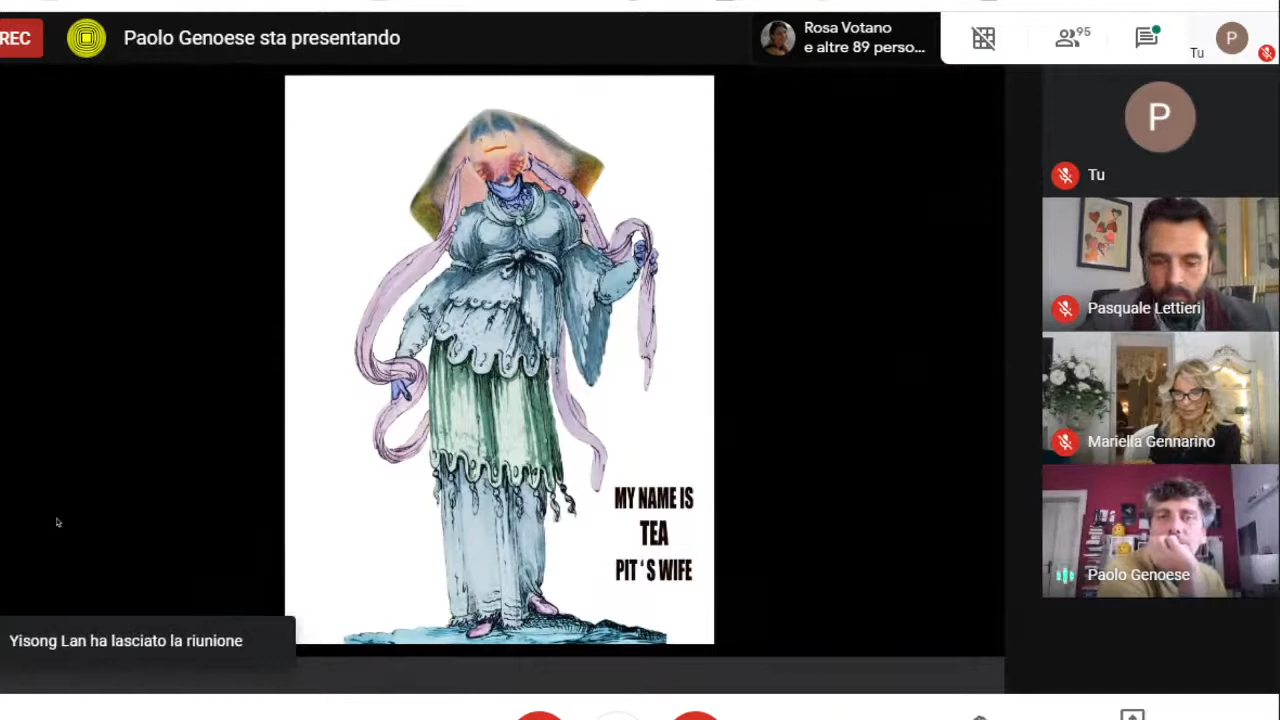 REC
Paolo Genoese sta presentando
Rosa Votano
e altre 89 perso...
95
Tu
P
P
Tu
Pasquale Lettieri
Mariella Gennarino
Paolo Genoese
MY NAME IS
TEA
PIT'S WIFE
Yisong Lan ha lasciato la riunione